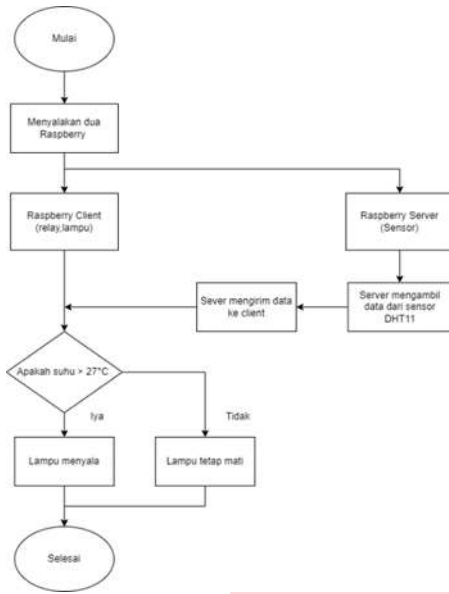 Mulai
Menyalakan dua
Raspberry
Raspberry Client
(relay,lampu)
Raspberry Server
(Sensor)
Server mengambil
data dari sensor
DHT11
Sever mengirim data
ke client
Apakah suhu > 27°C
Iya
Tidak
Lampu menyala
Lampu tetap mati
Selesai